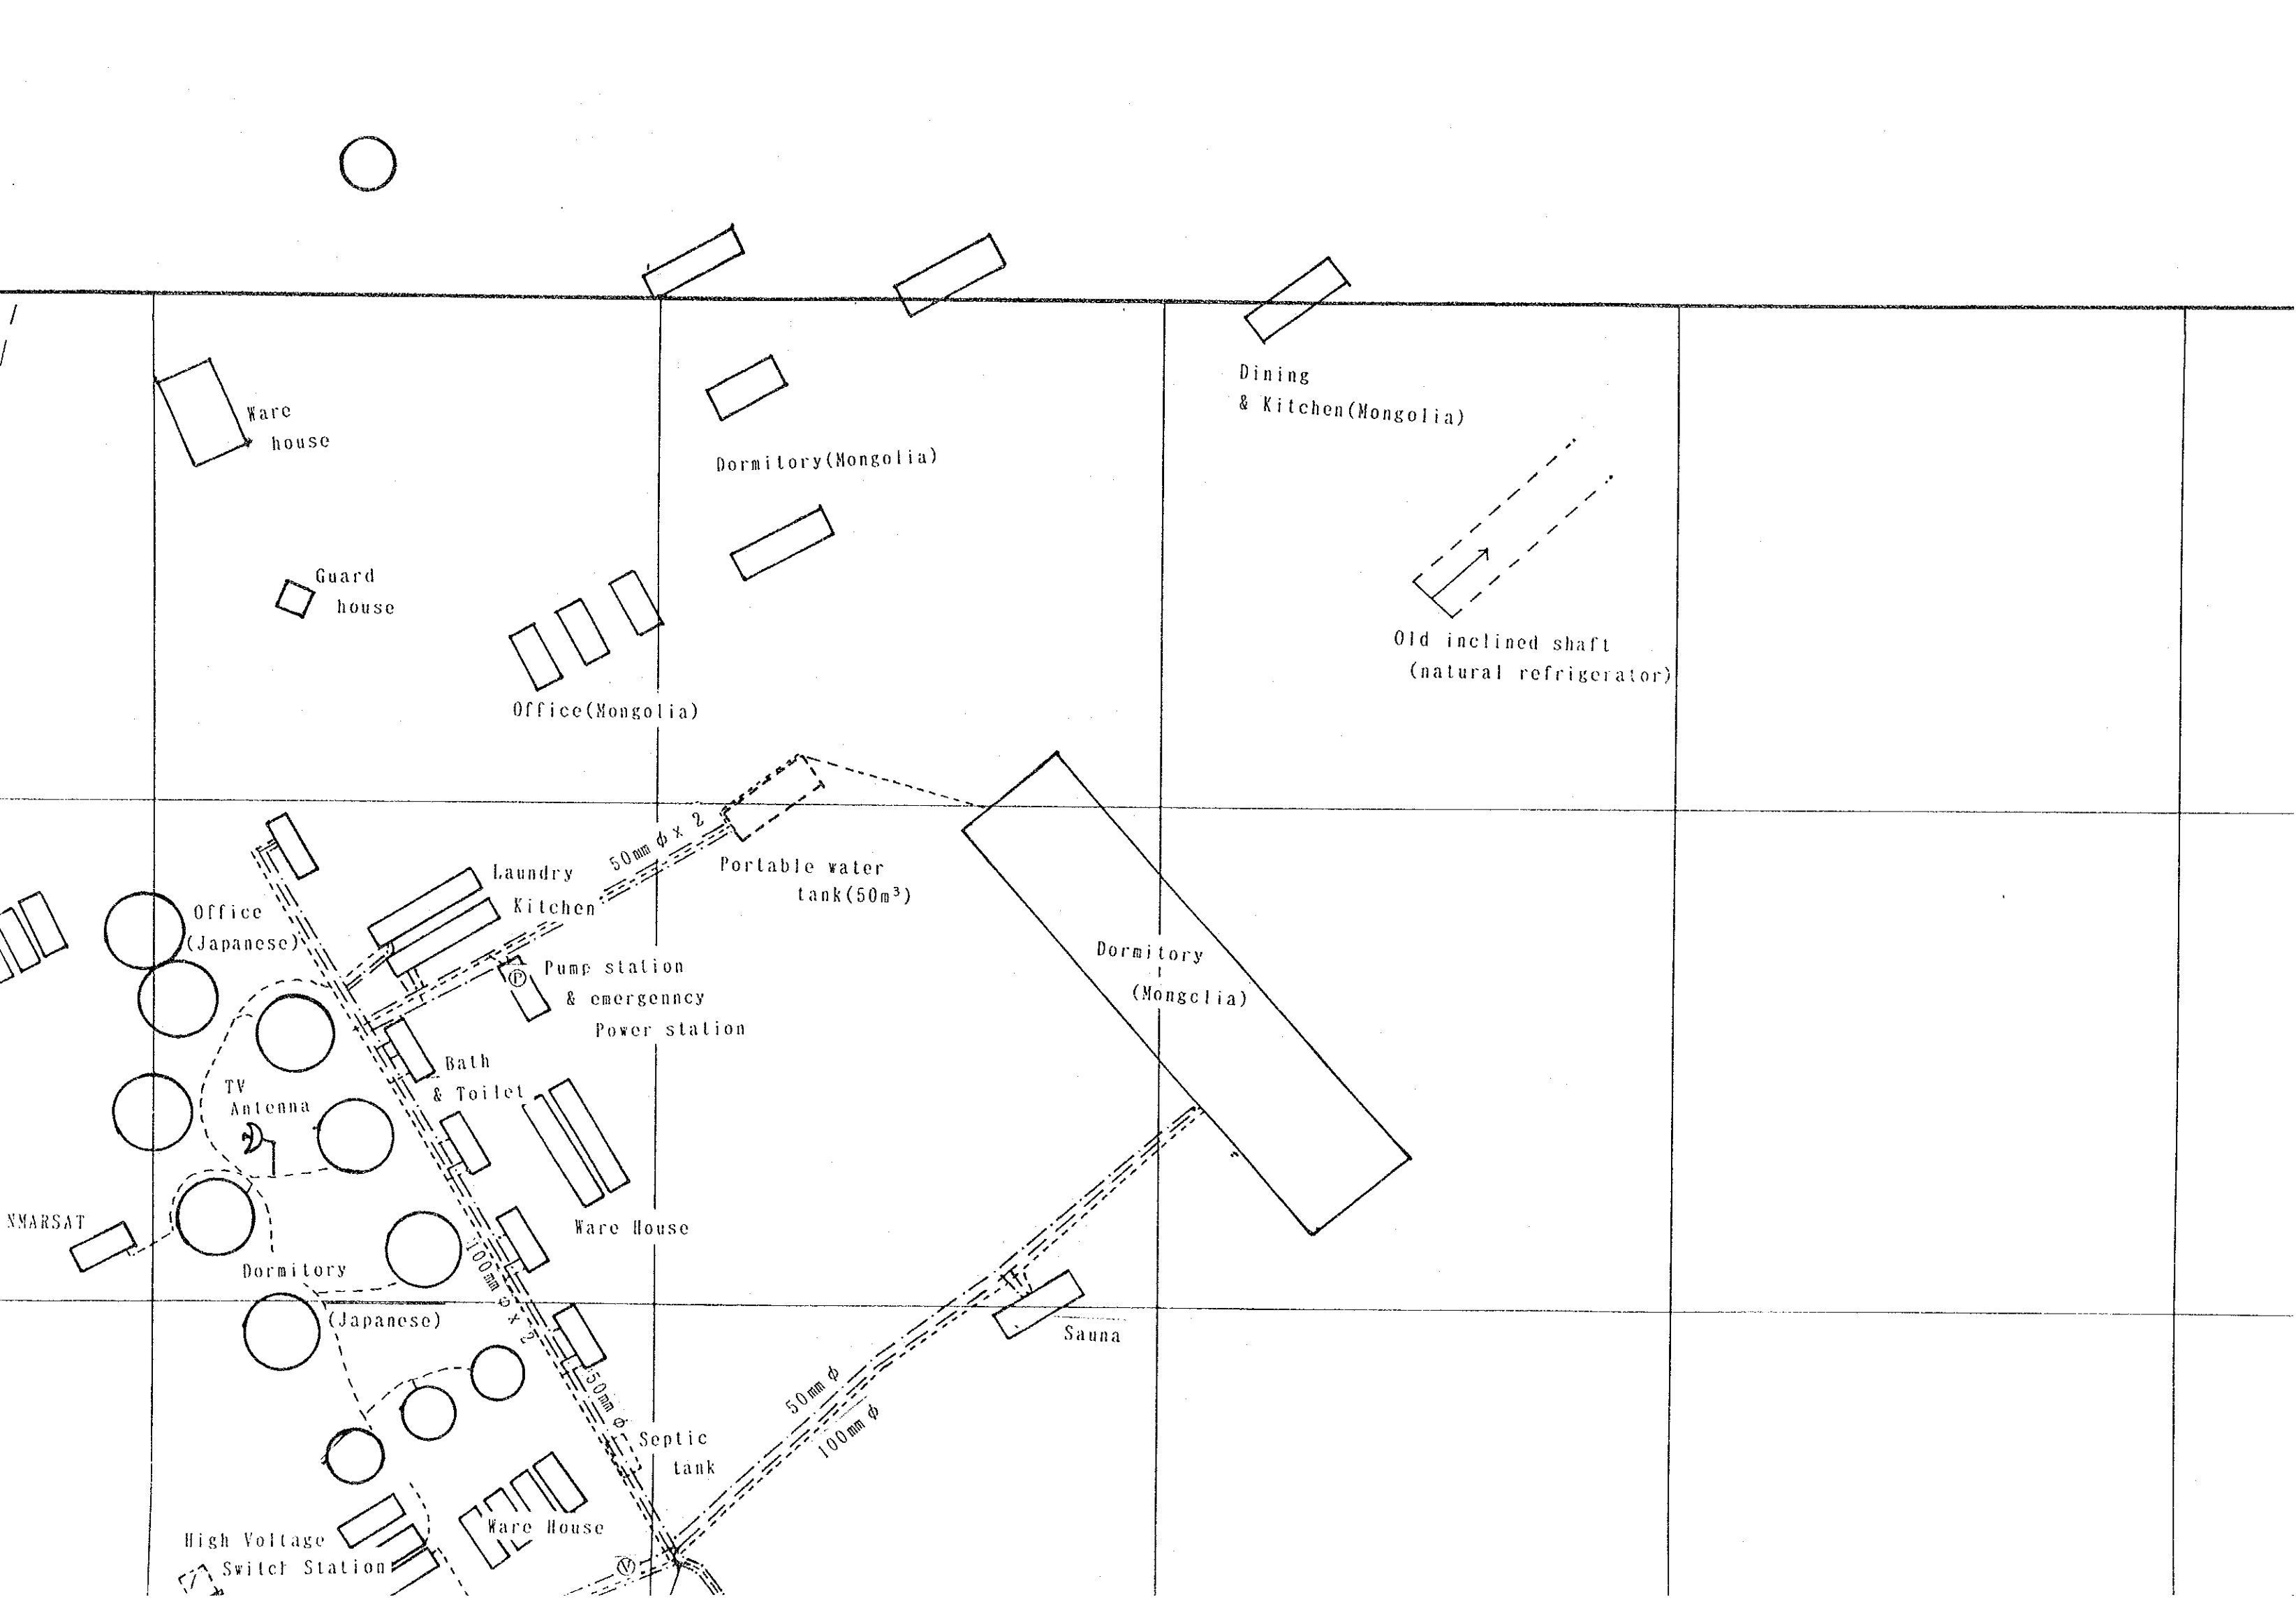 Dining
& Kitchen(Mongolia)
Ware
house
Dormitory(Mongolia)
Guard
house
Old inclined shaft
(natural refrigerator)
Office(Mongolia)
50mm φ x 2
Portable water
tank(50m³)
Laundry
Kitchen
Office
(Japanese)
Pump station
& emergenncy
Power station
P
Dormitory
(Mongolia)
Bath
& Toilet
TV
Antenna
NMARSAT
Ware House
100mm φ x 2
Dormitory
(Japanese)
Sauna
50mm φ
100mm φ
50mm φ
Septic
tank
Ware House
High Voltage
Switch Station
V